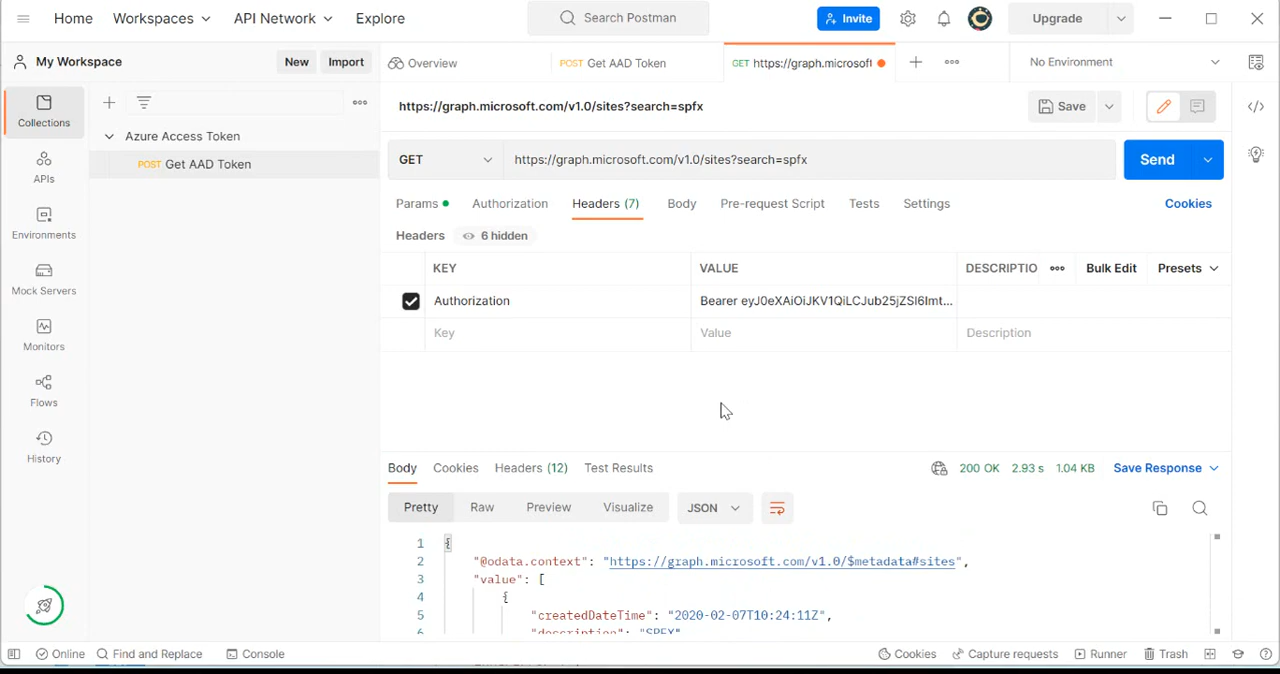 Home Workspaces API Network Explore Search Postman Invite Upgrade
My Workspace New Import Overview POST Get AAD Token GET https://graph.microsoft No Environment
Collections
APIs
Environments
Mock Servers
Monitors
Flows
History
Azure Access Token
POST Get AAD Token
https://graph.microsoft.com/v1.0/sites?search=spfx Save
GET https://graph.microsoft.com/v1.0/sites?search=spfx Send
Params Authorization Headers (7) Body Pre-request Script Tests Settings Cookies
Headers 6 hidden
KEY VALUE DESCRIPTIO Bulk Edit Presets
Authorization Bearer eyJ0eXAiOiJKV1QiLCJub25jZSI6Imt...
Key Value Description
Body Cookies Headers (12) Test Results 200 OK 2.93 s 1.04 KB Save Response
Pretty Raw Preview Visualize JSON
1 {
2 "@odata.context": "https://graph.microsoft.com/v1.0/$metadata#sites",
3 "value": [
4 {
5 "createdDateTime": "2020-02-07T10:24:11Z",
6 "description": "SPFX"
Online Find and Replace Console Cookies Capture requests Runner Trash